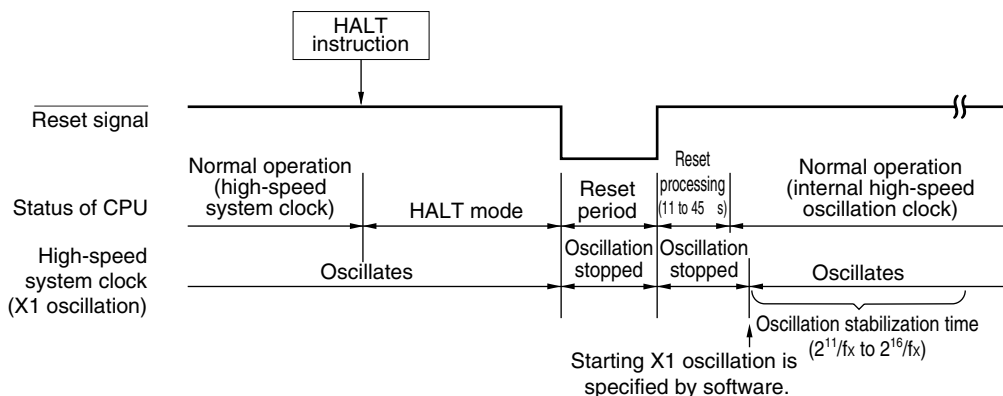 HALT
instruction
Reset signal
Normal operation
(high-speed
system clock)
Status of CPU
HALT mode
Reset
period
Reset
processing
(11 to 45 s)
Normal operation
(internal high-speed
oscillation clock)
High-speed
system clock
(X1 oscillation)
Oscillates
Oscillation
stopped
Oscillation
stopped
Oscillates
Oscillation stabilization time
(2¹¹/fx to 2¹⁶/fx)
Starting X1 oscillation is
specified by software.